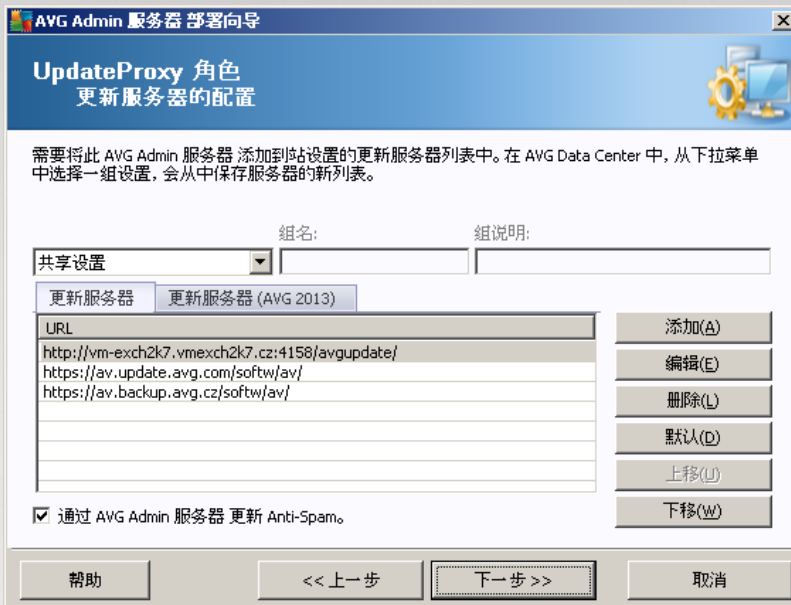 AVG Admin 服务器 部署向导
UpdateProxy 角色
更新服务器的配置
需要将此 AVG Admin 服务器 添加到站设置的更新服务器列表中。在 AVG Data Center 中, 从下拉菜单
中选择一组设置, 会从中保存服务器的新列表。
组名: 组说明:
共享设置
更新服务器 更新服务器 (AVG 2013)
URL
http://vm-exch2k7.vmexch2k7.cz:4158/avgupdate/
https://av.update.avg.com/softw/av/
https://av.backup.avg.cz/softw/av/
添加(A)
编辑(E)
删除(L)
默认(D)
上移(U)
下移(W)
通过 AVG Admin 服务器 更新 Anti-Spam。
帮助 <<上一步 下一步>> 取消